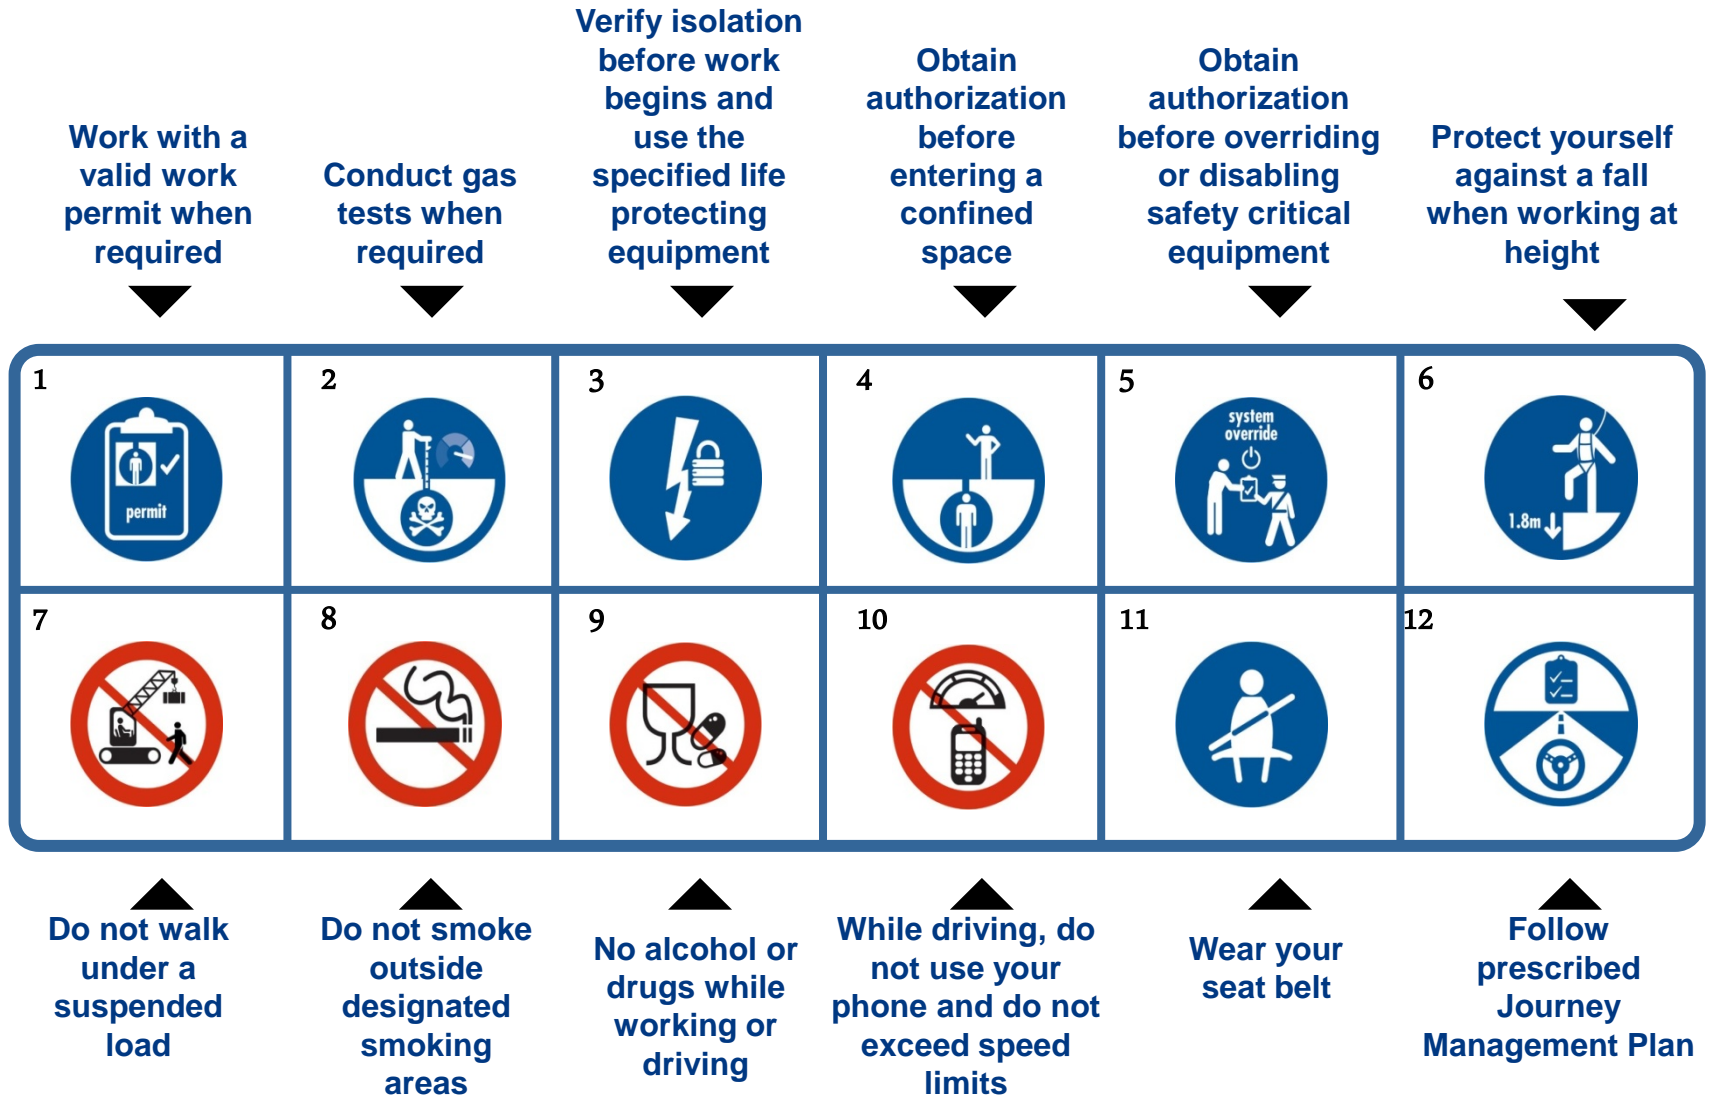 Work with a
valid work
permit when
required
Conduct gas
tests when
required
Verify isolation
before work
begins and
use the
specified life
protecting
equipment
Obtain
authorization
before
entering a
confined
space
Obtain
authorization
before overriding
or disabling
safety critical
equipment
Protect yourself
against a fall
when working at
height
1
permit
2
3
4
5
system
override
6
1.8m
7
8
9
10
11
12
Do not walk
under a
suspended
load
Do not smoke
outside
designated
smoking
areas
No alcohol or
drugs while
working or
driving
While driving, do
not use your
phone and do not
exceed speed
limits
Wear your
seat belt
Follow
prescribed
Journey
Management Plan